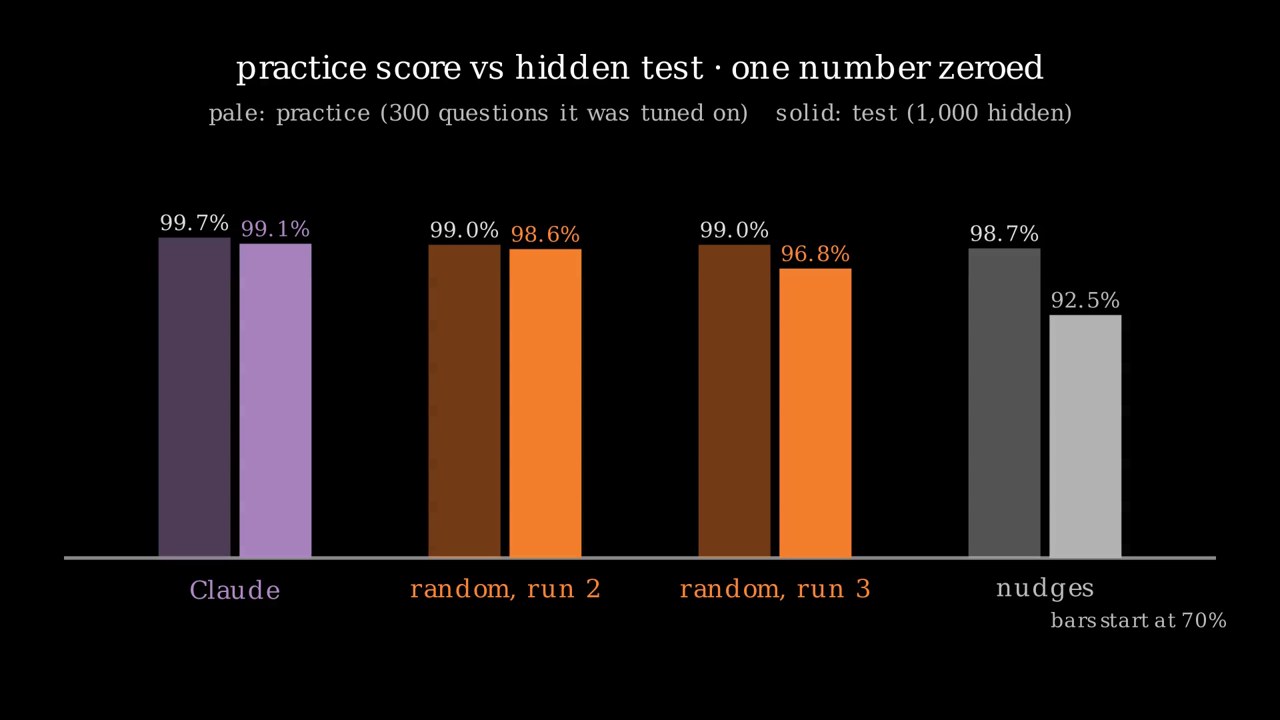 practice score vs hidden test · one number zeroed
pale: practice (300 questions it was tuned on) solid: test (1,000 hidden)
99.7% 99.1% 99.0% 98.6% 99.0% 96.8% 98.7% 92.5%
Claude random, run 2 random, run 3 nudges
bars start at 70%